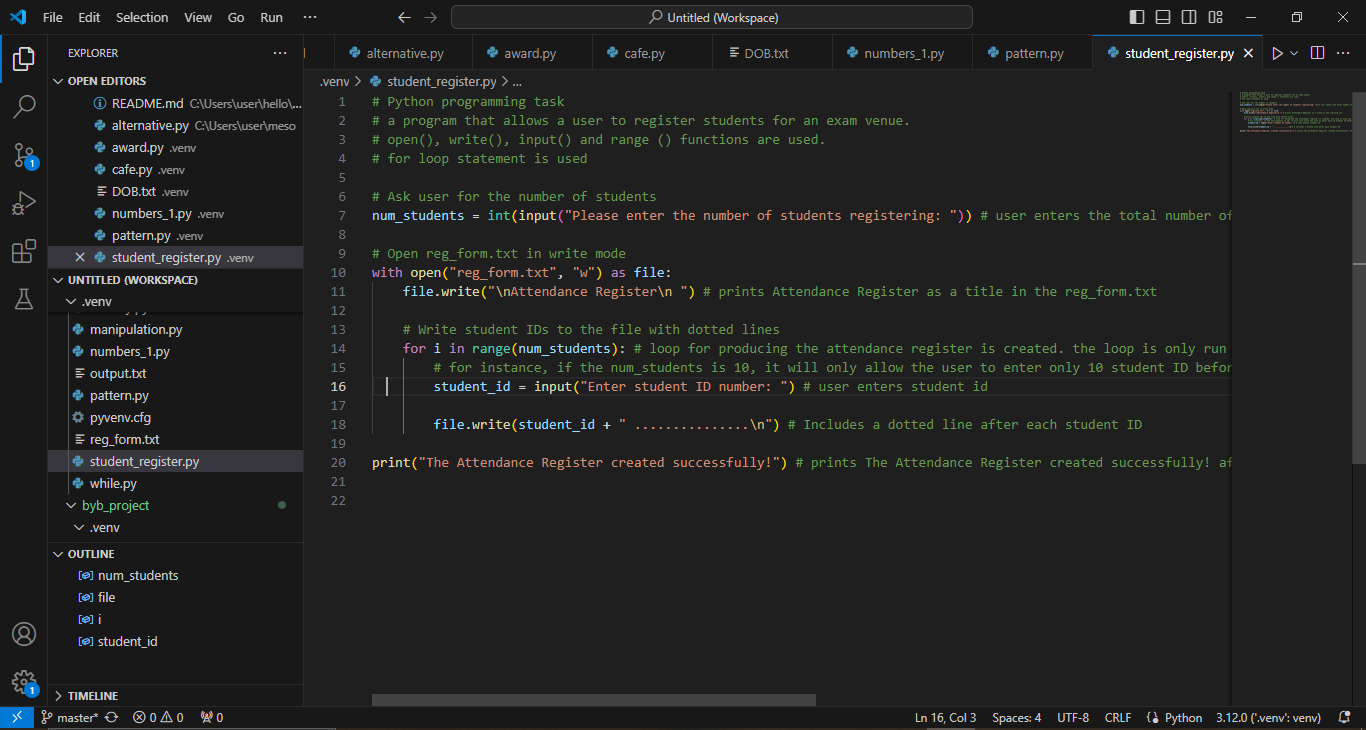 File Edit Selection View Go Run ··· Untitled (Workspace)
EXPLORER ···
alternative.py award.py cafe.py DOB.txt numbers_1.py pattern.py student_register.py
OPEN EDITORS
README.md C:\Users\user\hello\...
alternative.py C:\Users\user\meso
award.py .venv
cafe.py .venv
DOB.txt .venv
numbers_1.py .venv
pattern.py .venv
student_register.py .venv
UNTITLED (WORKSPACE)
.venv
manipulation.py
numbers_1.py
output.txt
pattern.py
pyvenv.cfg
reg_form.txt
student_register.py
while.py
byb_project
.venv
OUTLINE
num_students
file
i
student_id
TIMELINE
.venv > student_register.py > ...
1 # Python programming task
2 # a program that allows a user to register students for an exam venue.
3 # open(), write(), input() and range () functions are used.
4 # for loop statement is used
5
6 # Ask user for the number of students
7 num_students = int(input("Please enter the number of students registering: ")) # user enters the total number of
8
9 # Open reg_form.txt in write mode
10 with open("reg_form.txt", "w") as file:
11 file.write("\nAttendance Register\n ") # prints Attendance Register as a title in the reg_form.txt
12
13 # Write student IDs to the file with dotted lines
14 for i in range(num_students): # loop for producing the attendance register is created. the loop is only run
15 # for instance, if the num_students is 10, it will only allow the user to enter only 10 student ID befor
16 student_id = input("Enter student ID number: ") # user enters student id
17
18 file.write(student_id + " ...............\n") # Includes a dotted line after each student ID
19
20 print("The Attendance Register created successfully!") # prints The Attendance Register created successfully! af
21
22
1
1
master* 0 0 0 Ln 16, Col 3 Spaces: 4 UTF-8 CRLF Python 3.12.0 ('.venv': venv)